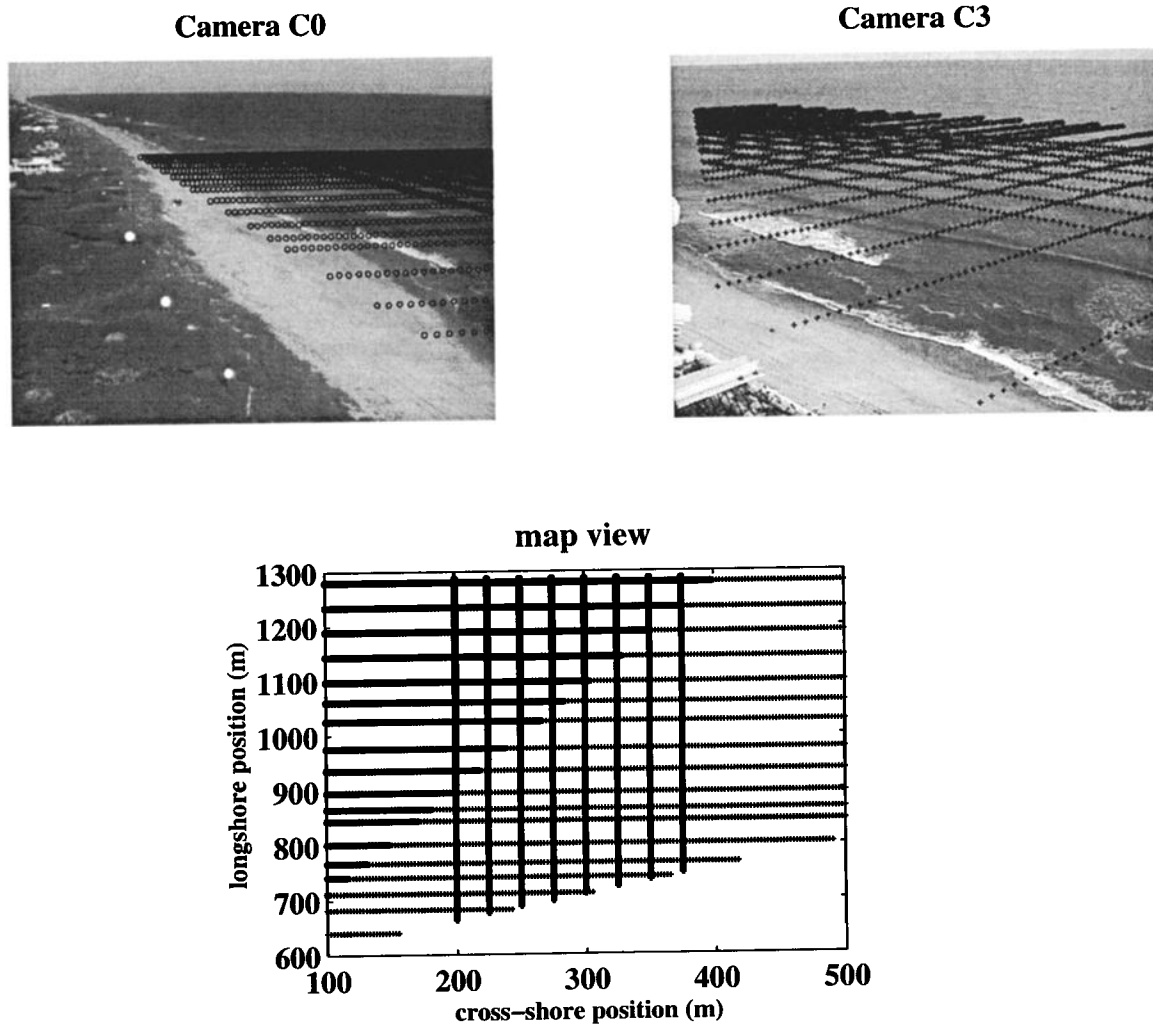 Camera C0
Camera C3
map view
longshore position (m)
1300
1200
1100
1000
900
800
700
600
100
200
300
400
500
cross−shore position (m)